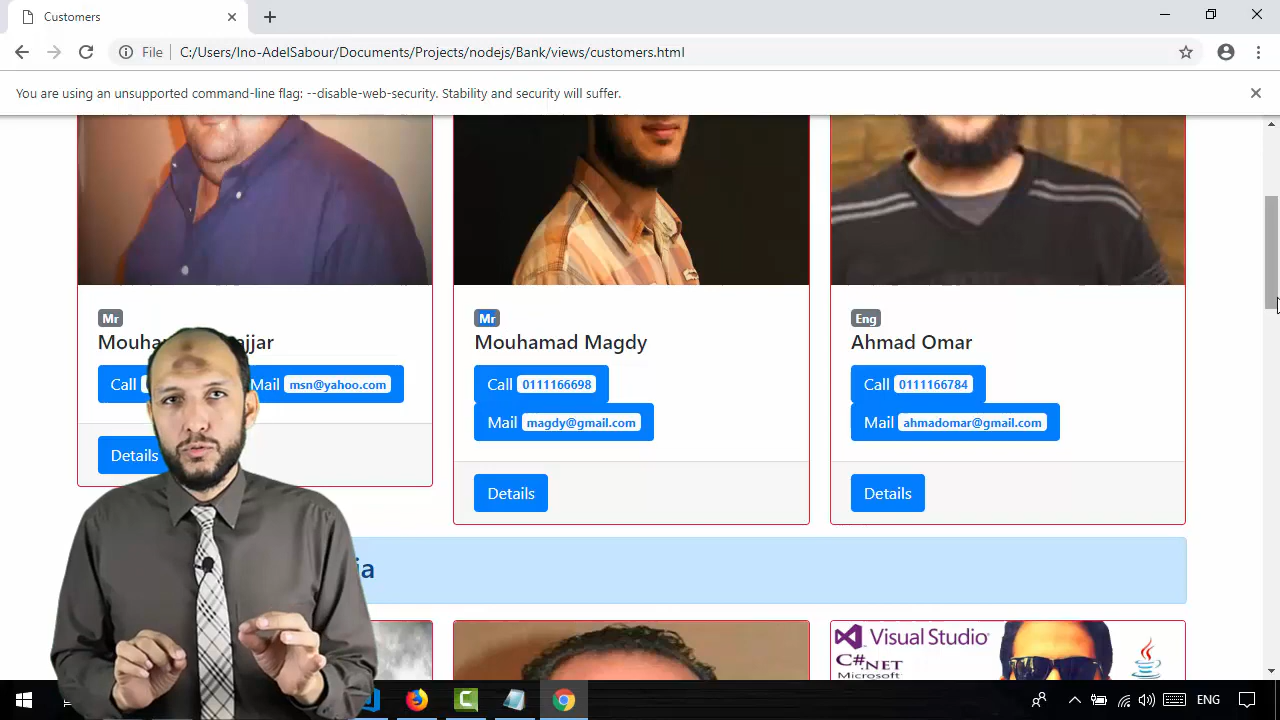 Customers
File C:/Users/Ino-AdelSabour/Documents/Projects/nodejs/Bank/views/customers.html
You are using an unsupported command-line flag: --disable-web-security. Stability and security will suffer.
Mr
Mr
Eng
Mouhamad Magdy
Ahmad Omar
Call
Mail msn@yahoo.com
Call 0111166698
Call 0111166784
Mail magdy@gmail.com
Mail ahmadomar@gmail.com
Details
Details
Details
Visual Studio
C#.NET
Microsoft
Java
ENG